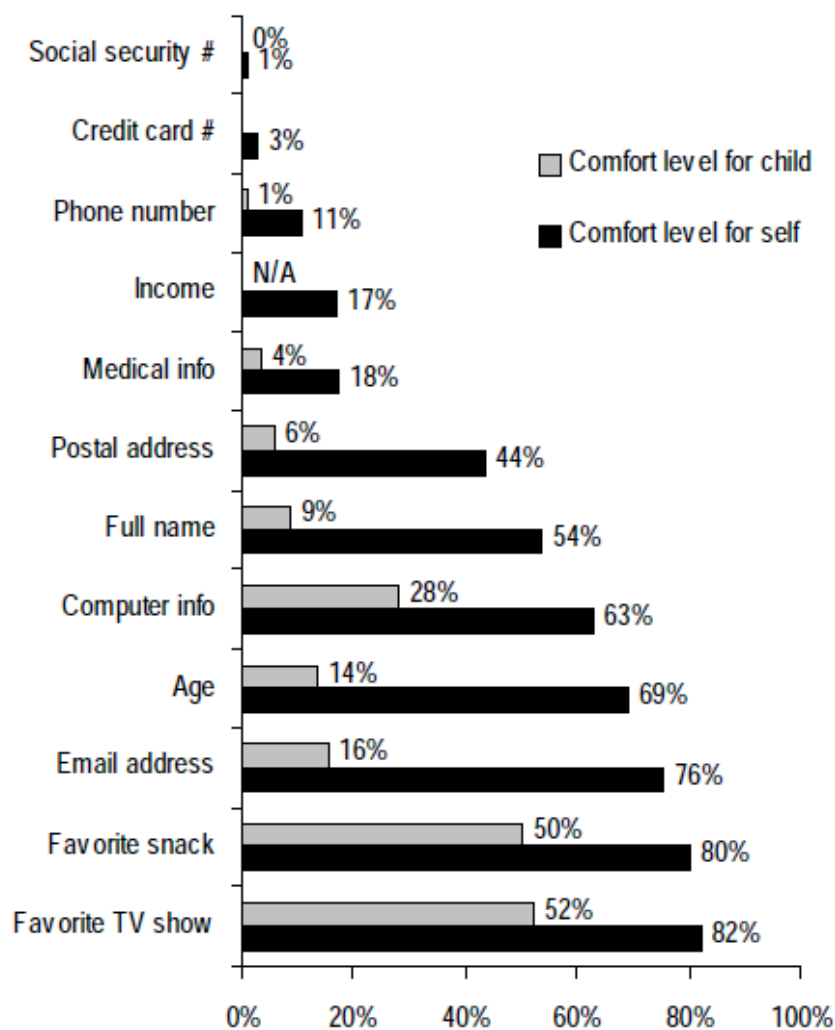 Social security #
0%
1%
Credit card #
3%
Comfort level for child
Phone number
1%
11%
Comfort level for self
Income
N/A
17%
Medical info
4%
18%
Postal address
6%
44%
Full name
9%
54%
Computer info
28%
63%
Age
14%
69%
Email address
16%
76%
Favorite snack
50%
80%
Favorite TV show
52%
82%
0% 20% 40% 60% 80% 100%